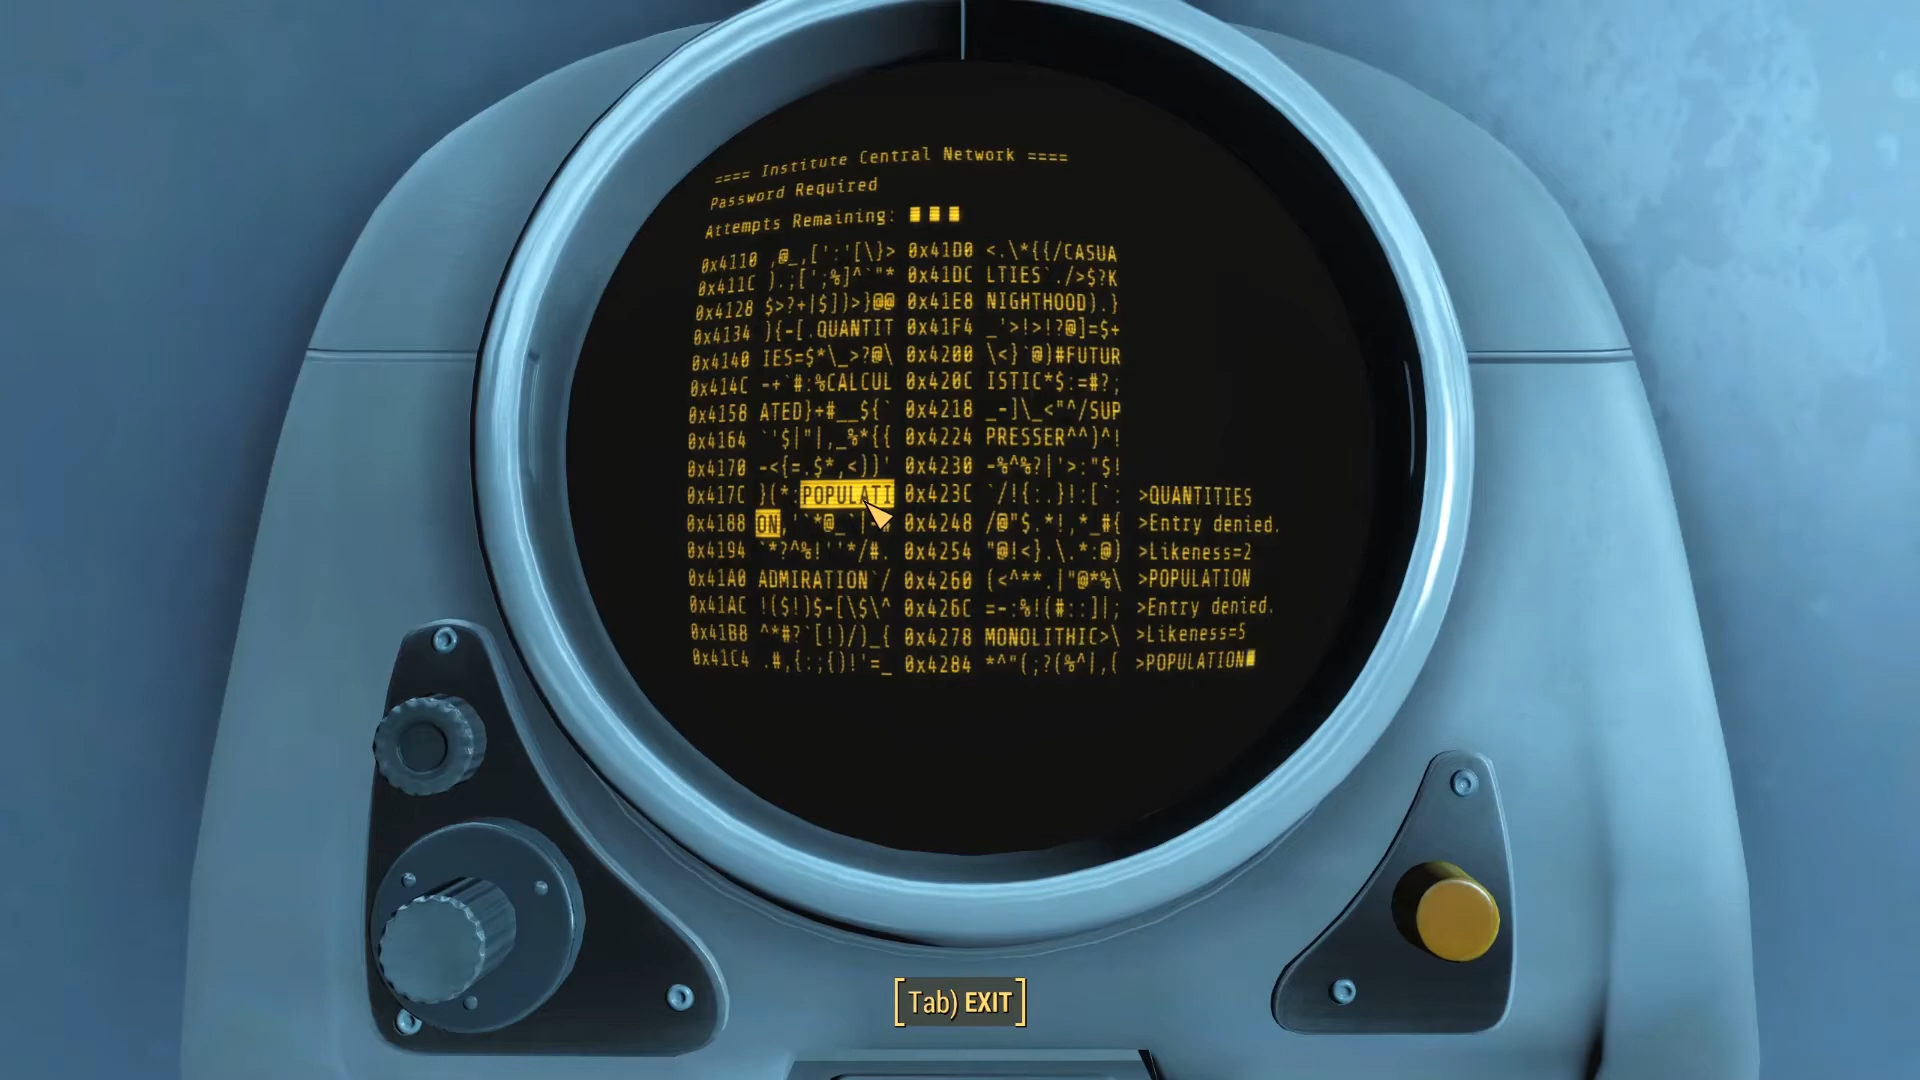 ==== Institute Central Network ====
Password Required
Attempts Remaining: ■ ■ ■
0x4110 ,@_,[':'[\}> 0x41D0 <.\*{{/CASUA
0x411C ).;[';%]^`"* 0x41DC LTIES`./>$?K
0x4128 $>?+|$])>}@@ 0x41E8 NIGHTHOOD).}
0x4134 ){-[.QUANTIT 0x41F4 _'>!>!?@]=$+
0x4140 IES=$*\_>?@\ 0x4200 \<}`@)#FUTUR
0x414C -+`#:%CALCUL 0x420C ISTIC*$:=#?;
0x4158 ATED}+#__${` 0x4218 _-]\_<"^/SUP
0x4164 `'$|"|,_%*{{ 0x4224 PRESSER^^)^!
0x4170 -<{=.$*,<))' 0x4230 -%^%?|'>:"$!
0x417C }(*:POPULATI 0x423C `/!{:.}!:[`: >QUANTITIES
0x4188 ON,'`*@_`|-# 0x4248 /@"$.*!,*_#{ >Entry denied.
0x4194 `*?^%!''*/#. 0x4254 "@!<}.\.*:@) >Likeness=2
0x41A0 ADMIRATION`/ 0x4260 (<^**.|"@*%\ >POPULATION
0x41AC !($!)$-[\$\^ 0x426C =-:%!(#::]|; >Entry denied.
0x41B8 ^*#?`[!)/)_{ 0x4278 MONOLITHIC>\ >Likeness=5
0x41C4 .#,{:;{)!'=_ 0x4284 *^"(;?(%^|,( >POPULATION■
[Tab) EXIT]